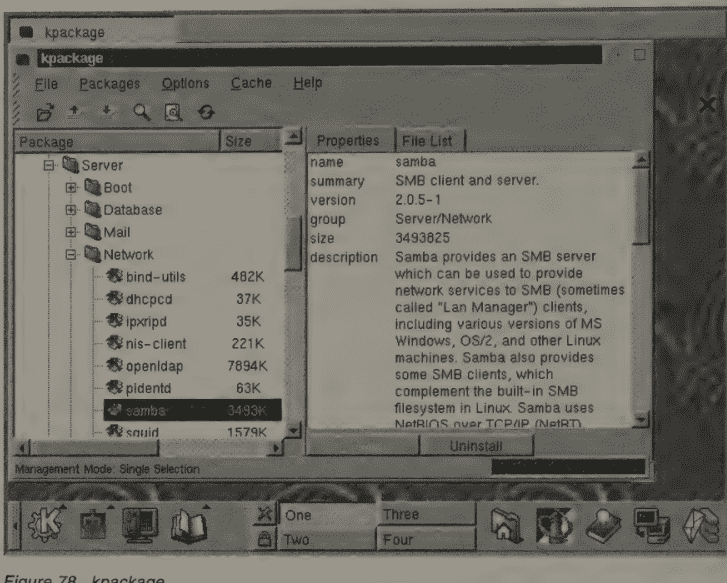 kpackage
kpackage
File Packages Options Cache Help
Package Size
Server
Boot
Database
Mail
Network
bind-utils 482K
dhcpcd 37K
ipxripd 35K
nis-client 221K
openldap 7894K
pidentd 63K
samba 3493K
squid 1579K
Properties File List
name samba
summary SMB client and server.
version 2.0.5-1
group Server/Network
size 3493825
description Samba provides an SMB server
which can be used to provide
network services to SMB (sometimes
called "Lan Manager") clients,
including various versions of MS
Windows, OS/2, and other Linux
machines. Samba also provides
some SMB clients, which
complement the built-in SMB
filesystem in Linux. Samba uses
NetBIOS over TCP/IP (NetBT)
Uninstall
Management Mode: Single Selection
K
One Three
Two Four
Figure 78. kpackage